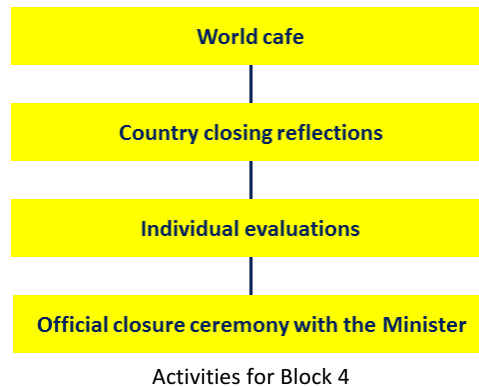 World cafe
Country closing reflections
Individual evaluations
Official closure ceremony with the Minister
Activities for Block 4